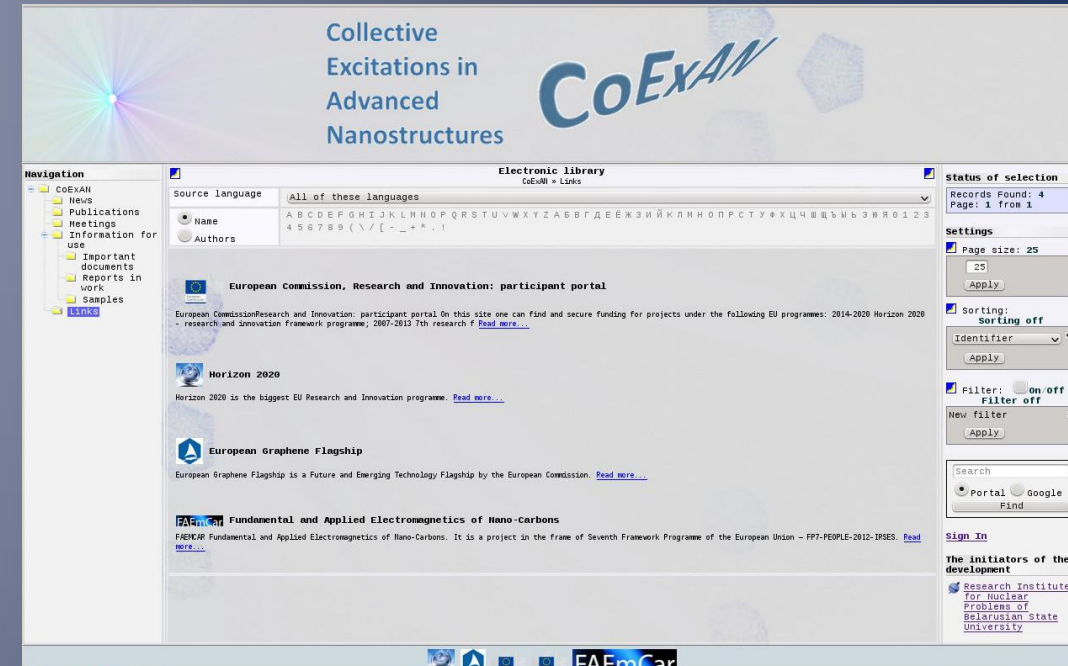 Collective
Excitations in
Advanced
Nanostructures
CoExAN
Navigation
CoExAN
News
Publications
Meetings
Information for
use
Important
documents
Reports in
work
Samples
Links
Electronic library
CoExAN » Links
Source language
All of these languages
Name
Authors
A B C D E F G H I J K L M N O P Q R S T U V W X Y Z А Б В Г Д Е Ё Ж З И Й К Л М Н О П Р С Т У Ф Х Ц Ч Ш Щ Ъ Ы Ь Э Ю Я 0 1 2 3
4 5 6 7 8 9 ( \ / [ - _ + * . !
European Commission, Research and Innovation: participant portal
European CommissionResearch and Innovation: participant portal On this site one can find and secure funding for projects under the following EU programmes: 2014-2020 Horizon 2020
- research and innovation framework programme; 2007-2013 7th research f Read more...
Horizon 2020
Horizon 2020 is the biggest EU Research and Innovation programme. Read more...
European Graphene Flagship
European Graphene Flagship is a Future and Emerging Technology Flagship by the European Commission. Read more...
FAEmCar Fundamental and Applied Electromagnetics of Nano-Carbons
FAEMCAR Fundamental and Applied Electromagnetics of Nano-Carbons. It is a project in the frame of Seventh Framework Programme of the European Union – FP7-PEOPLE-2012-IRSES. Read
more...
Status of selection
Records Found: 4
Page: 1 from 1
Settings
Page size: 25
25
Apply
Sorting:
Sorting off
Identifier
Apply
Filter: On/Off
Filter off
New filter
Apply
Search
Portal Google
Find
Sign In
The initiators of the
development
Research Institute
for Nuclear
Problems of
Belarusian State
University
FAEmCar